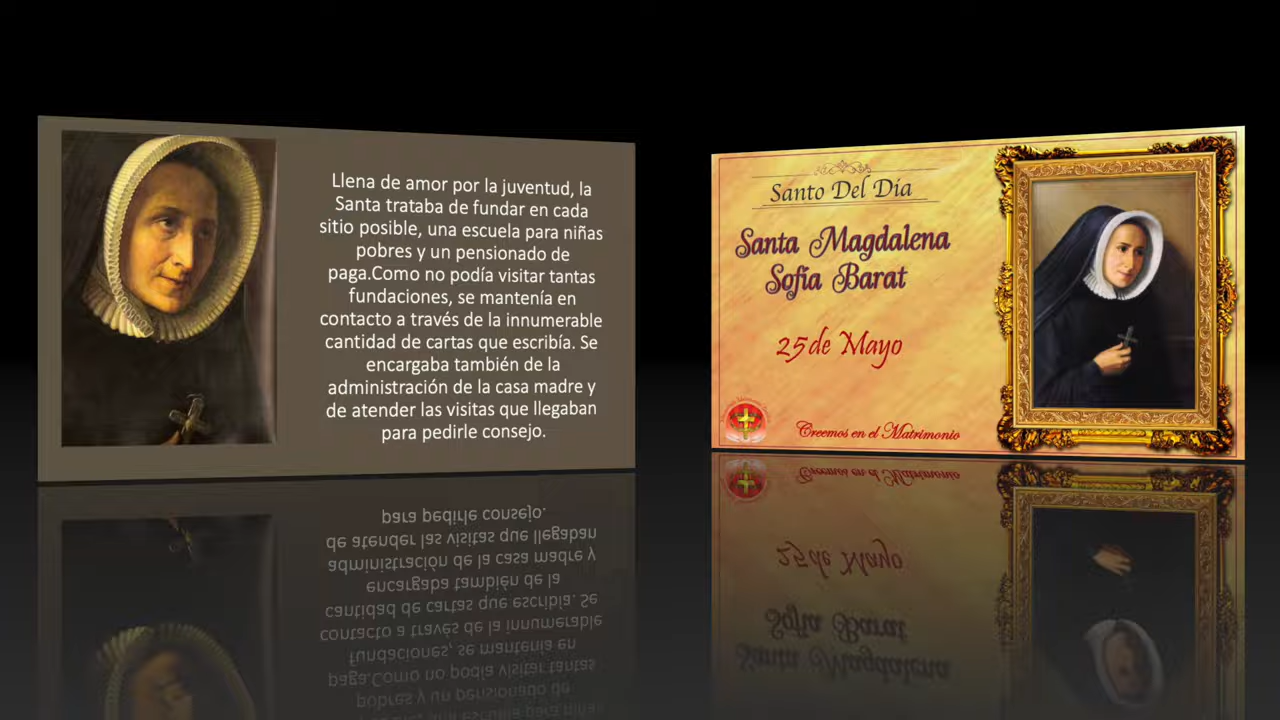 Llena de amor por la juventud, la
Santa trataba de fundar en cada
sitio posible, una escuela para niñas
pobres y un pensionado de
paga.Como no podía visitar tantas
fundaciones, se mantenía en
contacto a través de la innumerable
cantidad de cartas que escribía. Se
encargaba también de la
administración de la casa madre y
de atender las visitas que llegaban
para pedirle consejo.
Santo Del Día
Santa Magdalena
Sofía Barat
25 de Mayo
Creemos en el Matrimonio